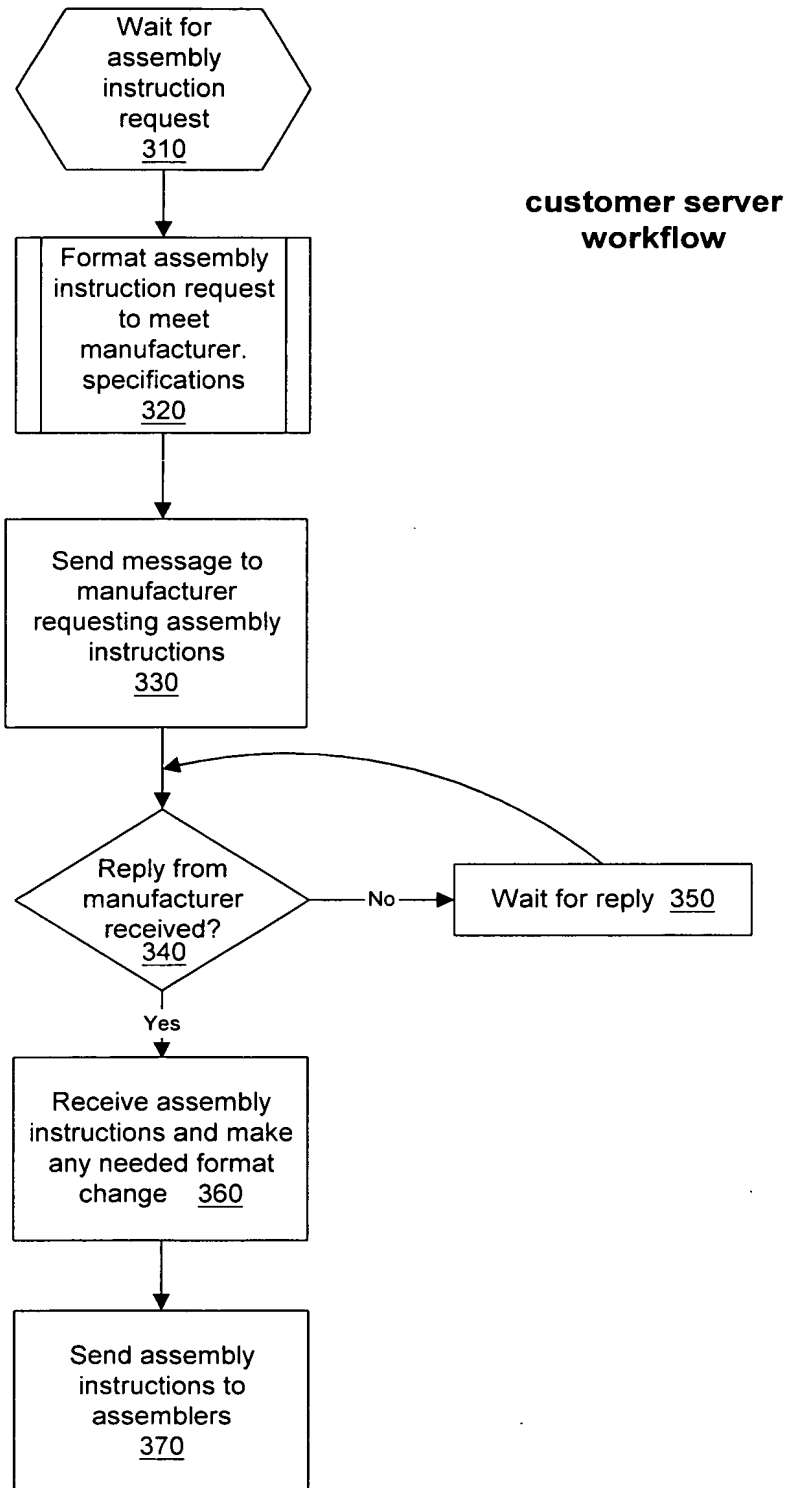 Wait for
assembly
instruction
request
310
customer server
workflow
Format assembly
instruction request
to meet
manufacturer.
specifications
320
Send message to
manufacturer
requesting assembly
instructions
330
Reply from
manufacturer
received?
340
No
Wait for reply 350
Yes
Receive assembly
instructions and make
any needed format
change 360
Send assembly
instructions to
assemblers
370